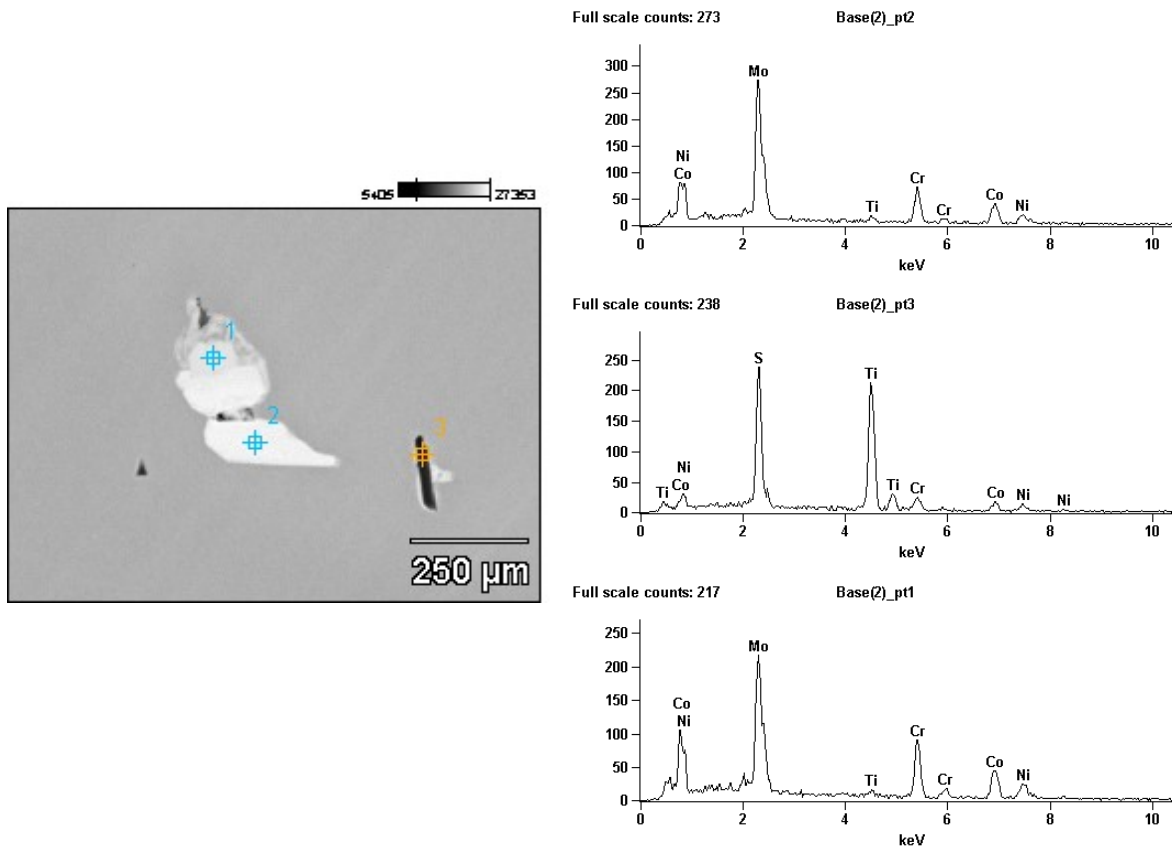 5405 27353
1
2
3
250 µm
Full scale counts: 273 Base(2)_pt2
300
250
200
150
100
50
0
Mo
Ni
Co
Ti
Cr
Cr
Co
Ni
0 2 4 6 8 10
keV
Full scale counts: 238 Base(2)_pt3
250
200
150
100
50
0
S
Ti
Ti
Ni
Co
Ti
Cr
Co
Ni
Ni
0 2 4 6 8 10
keV
Full scale counts: 217 Base(2)_pt1
250
200
150
100
50
0
Mo
Co
Ni
Ti
Cr
Cr
Co
Ni
0 2 4 6 8 10
keV